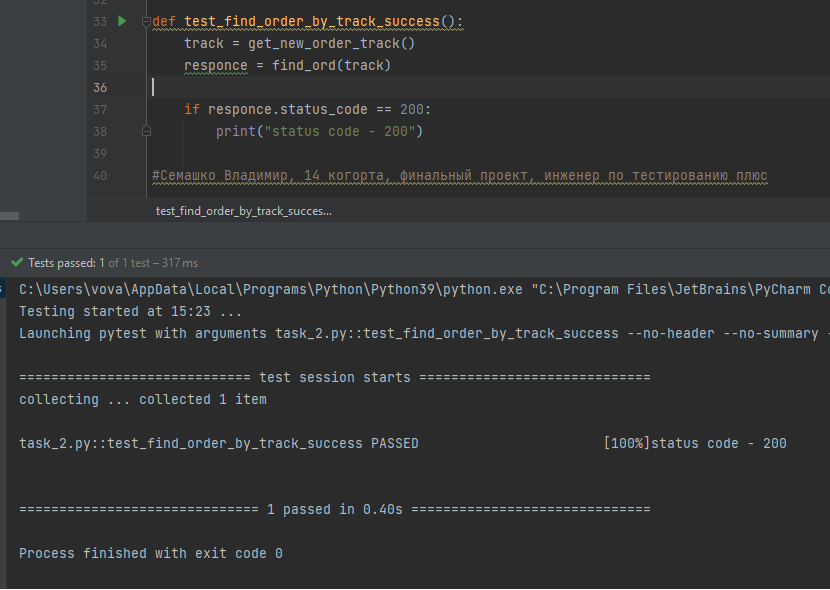 33 def test_find_order_by_track_success():
34 track = get_new_order_track()
35 responce = find_ord(track)
36
37 if responce.status_code == 200:
38 print("status code - 200")
39
40 #Семашко Владимир, 14 когорта, финальный проект, инженер по тестированию плюс
test_find_order_by_track_succes...
Tests passed: 1 of 1 test – 317 ms
C:\Users\vova\AppData\Local\Programs\Python\Python39\python.exe "C:\Program Files\JetBrains\PyCharm Co
Testing started at 15:23 ...
Launching pytest with arguments task_2.py::test_find_order_by_track_success --no-header --no-summary -
============================= test session starts =============================
collecting ... collected 1 item
task_2.py::test_find_order_by_track_success PASSED [100%]status code - 200
============================== 1 passed in 0.40s ==============================
Process finished with exit code 0